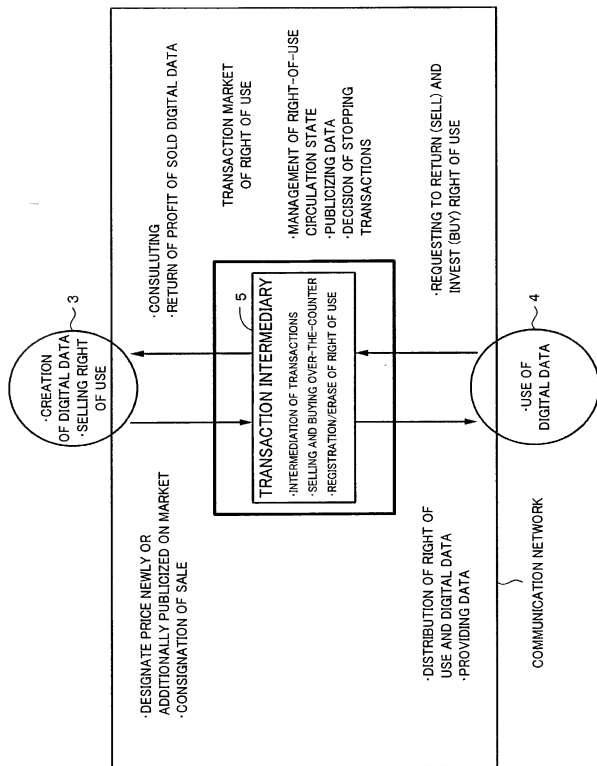 ·CREATION
OF DIGITAL DATA
·SELLING RIGHT
OF USE
3
·DESIGNATE PRICE NEWLY OR
ADDITIONALLY PUBLICIZED ON MARKET
·CONSIGNATION OF SALE
·CONSULUTING
·RETURN OF PROFIT OF SOLD DIGITAL DATA
TRANSACTION MARKET
OF RIGHT OF USE
5
TRANSACTION INTERMEDIARY
·INTERMEDIATION OF TRANSACTIONS
·SELLING AND BUYING OVER-THE-COUNTER
·REGISTRATION/ERASE OF RIGHT OF USE
·MANAGEMENT OF RIGHT-OF-USE
CIRCULATION STATE
·PUBLICIZING DATA
·DECISION OF STOPPING
TRANSACTIONS
·DISTRIBUTION OF RIGHT OF
USE AND DIGITAL DATA
·PROVIDING DATA
·REQUESTING TO RETURN (SELL) AND
INVEST (BUY) RIGHT OF USE
4
·USE OF
DIGITAL DATA
COMMUNICATION NETWORK